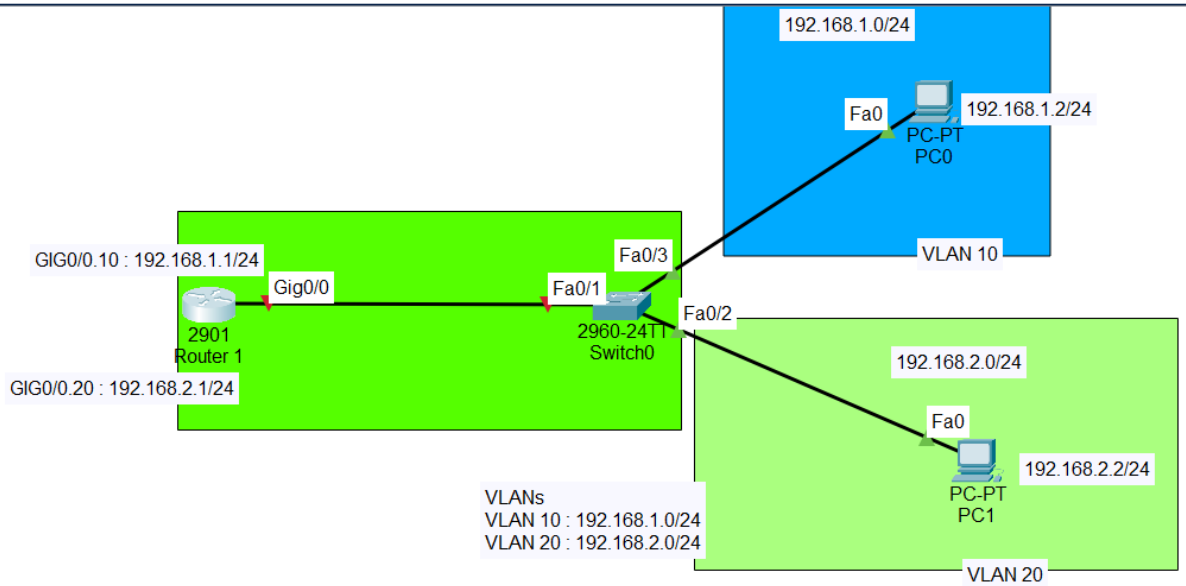 192.168.1.0/24
Fa0
192.168.1.2/24
PC-PT
PC0
VLAN 10
GIG0/0.10 : 192.168.1.1/24
Gig0/0
Fa0/3
Fa0/1
Fa0/2
2901
Router 1
2960-24TT
Switch0
GIG0/0.20 : 192.168.2.1/24
192.168.2.0/24
Fa0
192.168.2.2/24
PC-PT
PC1
VLANs
VLAN 10 : 192.168.1.0/24
VLAN 20 : 192.168.2.0/24
VLAN 20